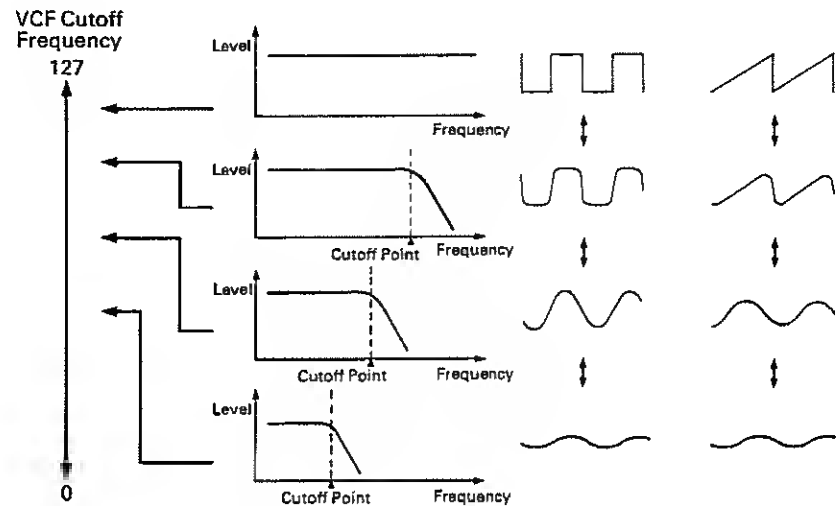 VCF Cutoff
Frequency
127
0
Level
Frequency
Level
Cutoff Point
Frequency
Level
Cutoff Point
Frequency
Level
Cutoff Point
Frequency